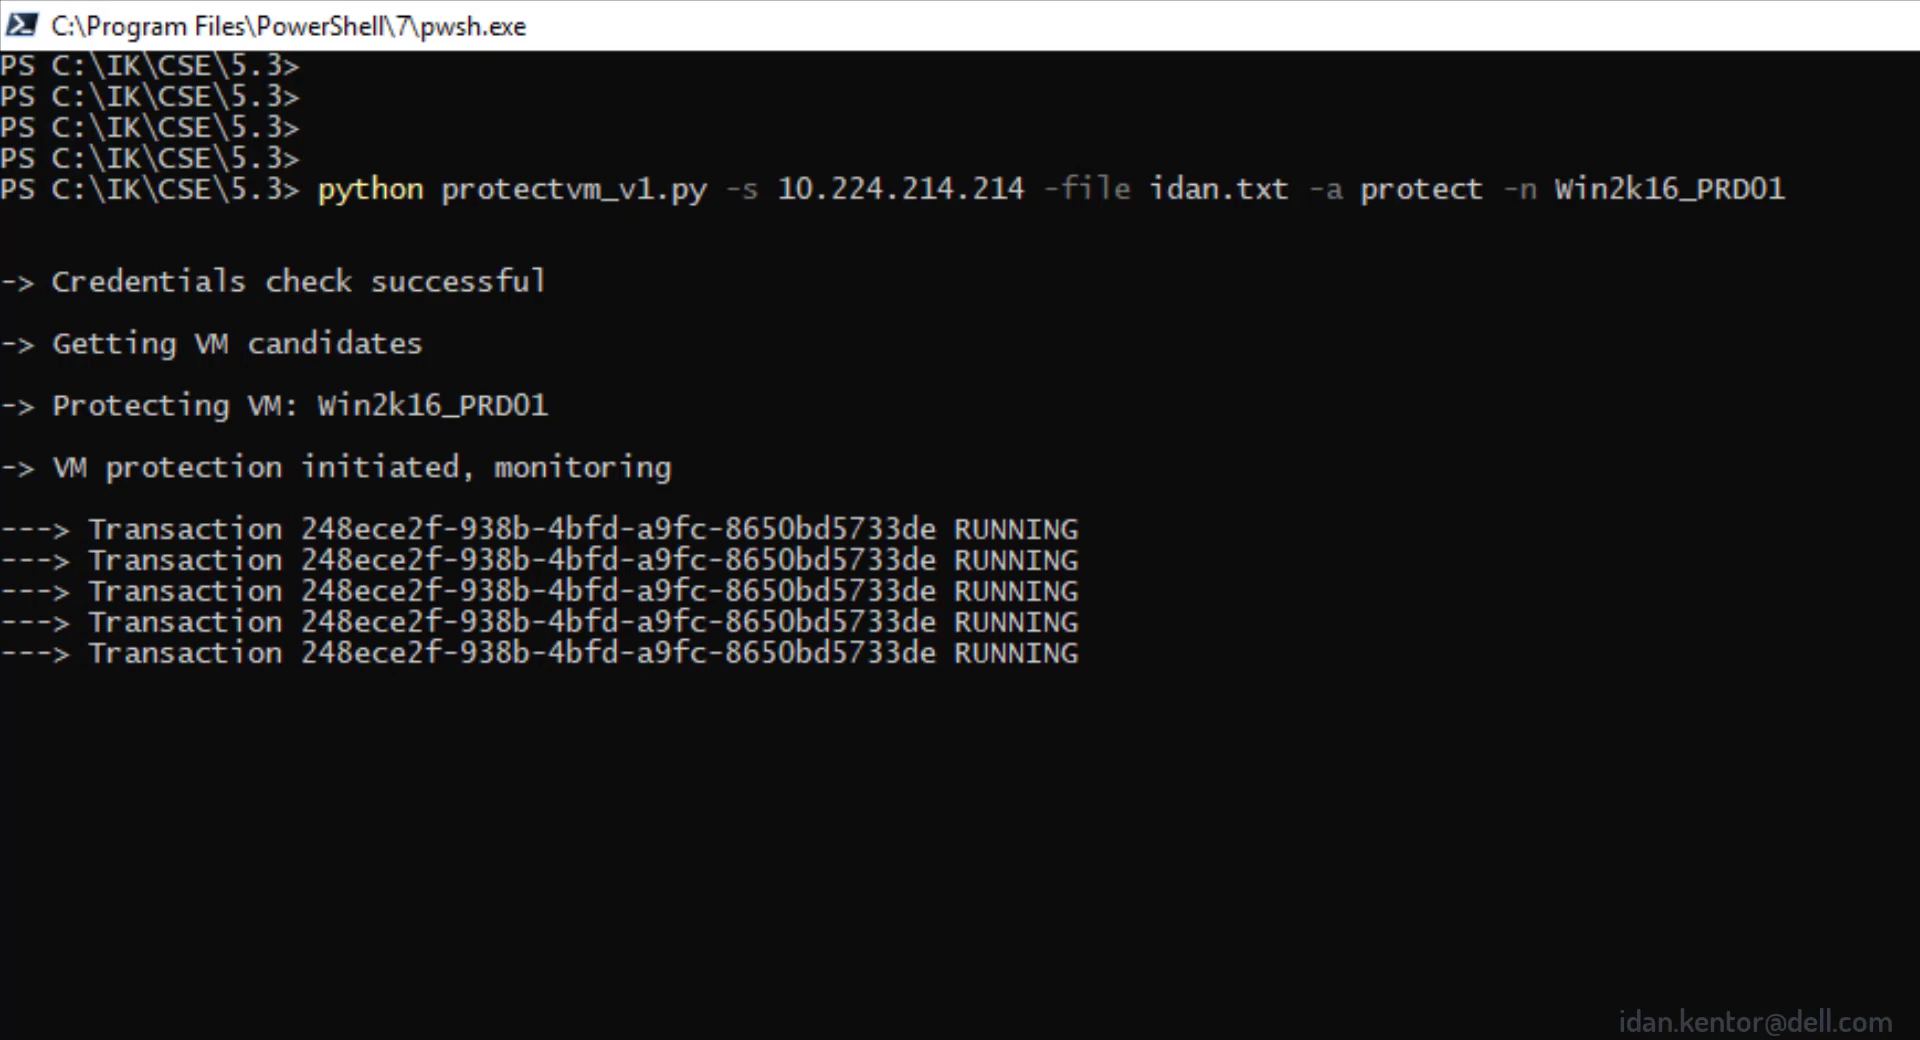 C:\Program Files\PowerShell\7\pwsh.exe
PS C:\IK\CSE\5.3>
PS C:\IK\CSE\5.3>
PS C:\IK\CSE\5.3>
PS C:\IK\CSE\5.3>
PS C:\IK\CSE\5.3> python protectvm_v1.py -s 10.224.214.214 -file idan.txt -a protect -n Win2k16_PRD01
-> Credentials check successful
-> Getting VM candidates
-> Protecting VM: Win2k16_PRD01
-> VM protection initiated, monitoring
---> Transaction 248ece2f-938b-4bfd-a9fc-8650bd5733de RUNNING
---> Transaction 248ece2f-938b-4bfd-a9fc-8650bd5733de RUNNING
---> Transaction 248ece2f-938b-4bfd-a9fc-8650bd5733de RUNNING
---> Transaction 248ece2f-938b-4bfd-a9fc-8650bd5733de RUNNING
---> Transaction 248ece2f-938b-4bfd-a9fc-8650bd5733de RUNNING
idan.kentor@dell.com